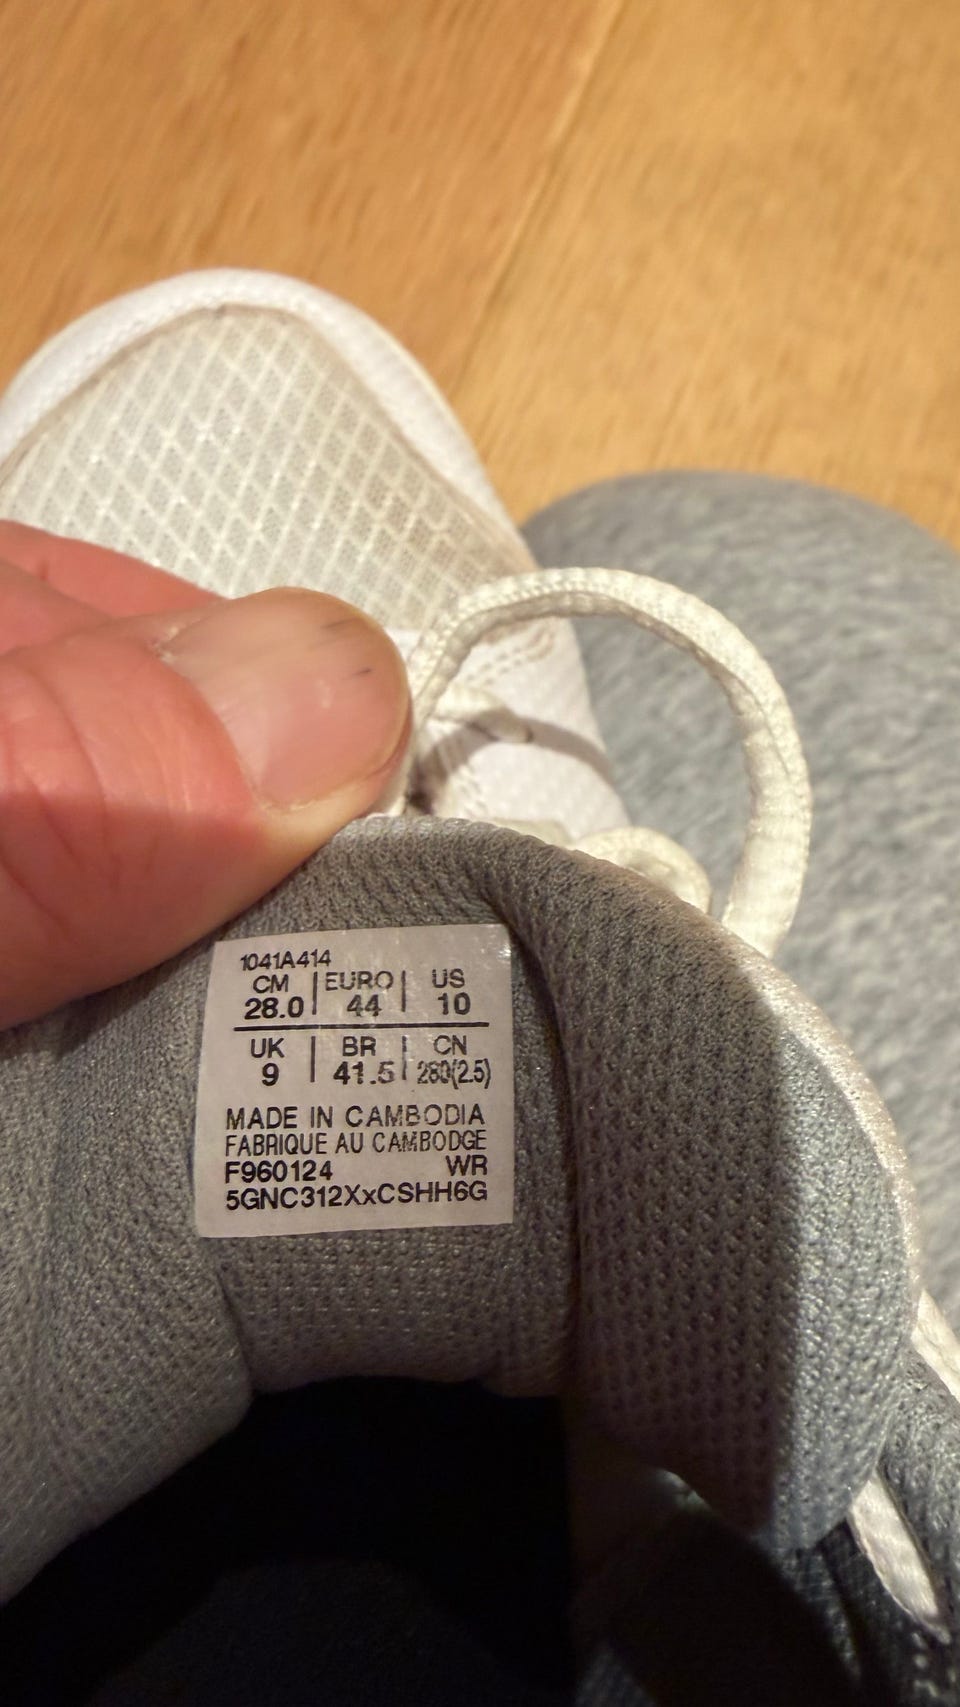 1041A414
CM | EURO | US
28.0 | 44 | 10
UK | BR | CN
9 | 41.5 | 280(2.5)
MADE IN CAMBODIA
FABRIQUE AU CAMBODGE
F960124 WR
5GNC312XxCSHH6G